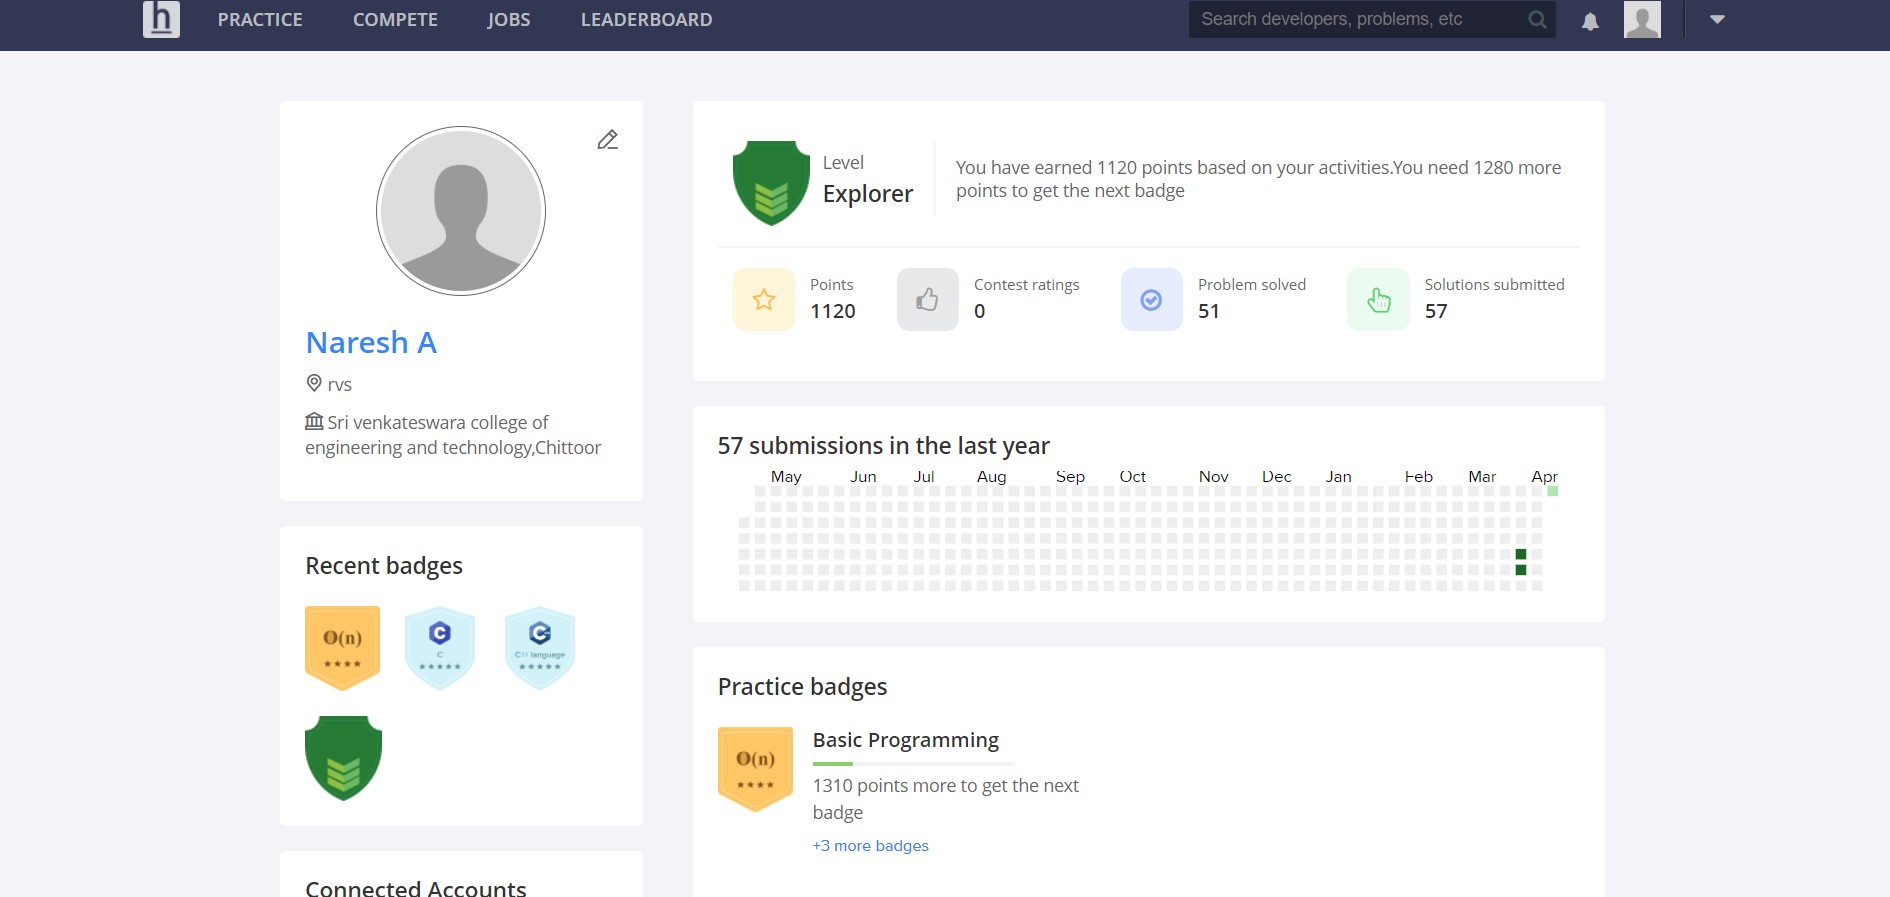 h
PRACTICE
COMPETE
JOBS
LEADERBOARD
Search developers, problems, etc
Naresh A
rvs
Sri venkateswara college of
engineering and technology,Chittoor
Recent badges
O(n)
C
C
C
C++ language
Connected Accounts
Level
Explorer
You have earned 1120 points based on your activities.You need 1280 more
points to get the next badge
Points
1120
Contest ratings
0
Problem solved
51
Solutions submitted
57
57 submissions in the last year
May Jun Jul Aug Sep Oct Nov Dec Jan Feb Mar Apr
Practice badges
O(n)
Basic Programming
1310 points more to get the next
badge
+3 more badges